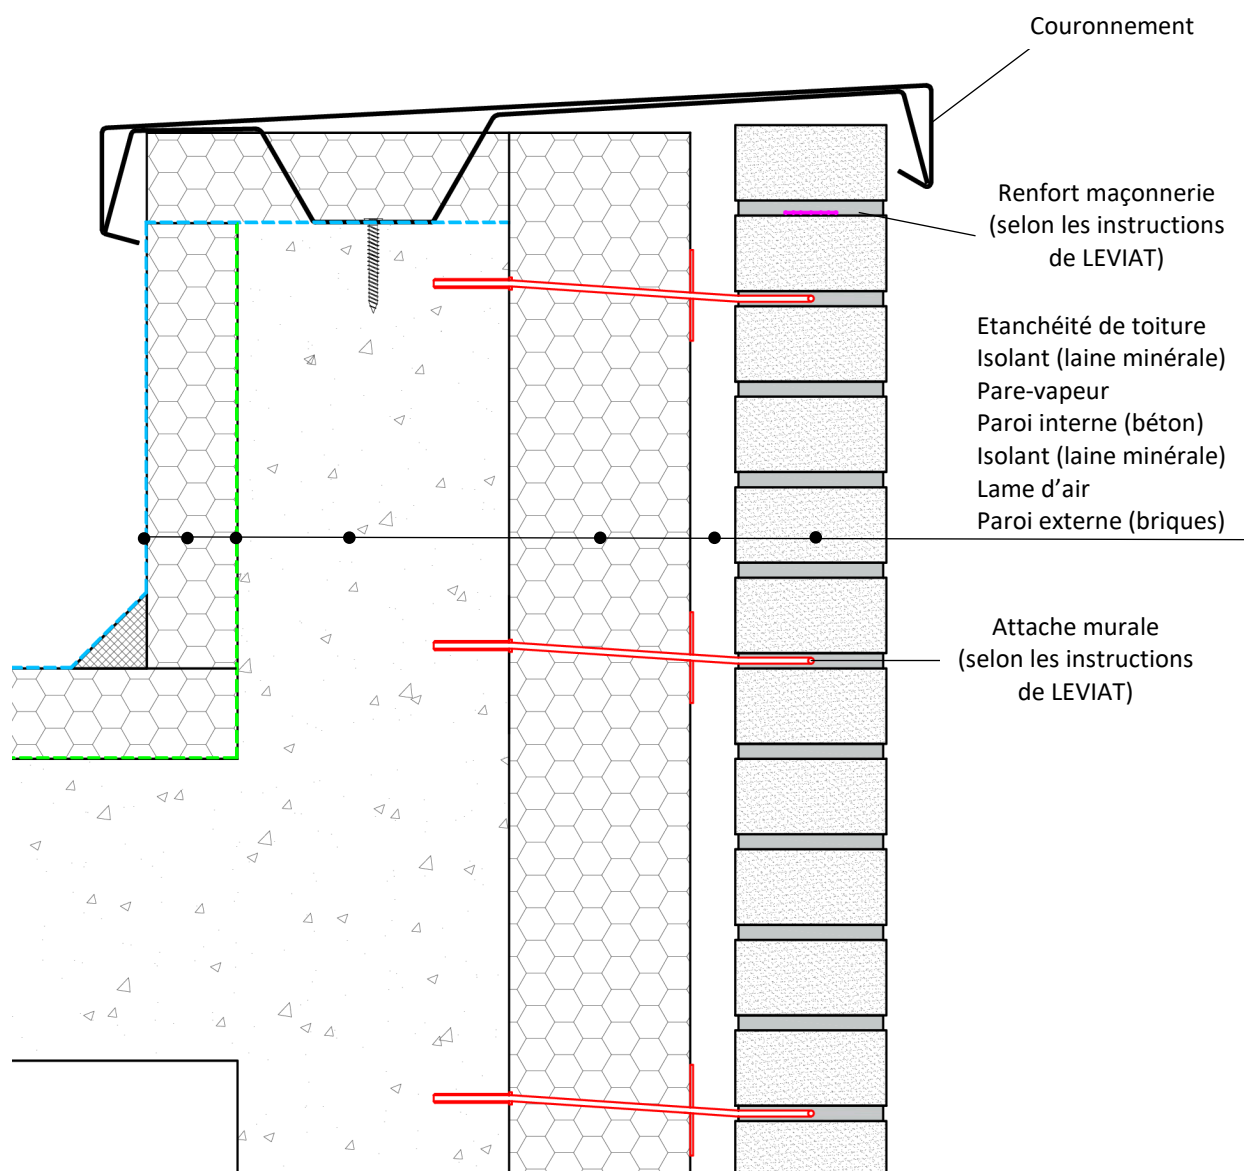 Couronnement
Renfort maçonnerie
(selon les instructions
de LEVIAT)
Etanchéité de toiture
Isolant (laine minérale)
Pare-vapeur
Paroi interne (béton)
Isolant (laine minérale)
Lame d’air
Paroi externe (briques)
Attache murale
(selon les instructions
de LEVIAT)